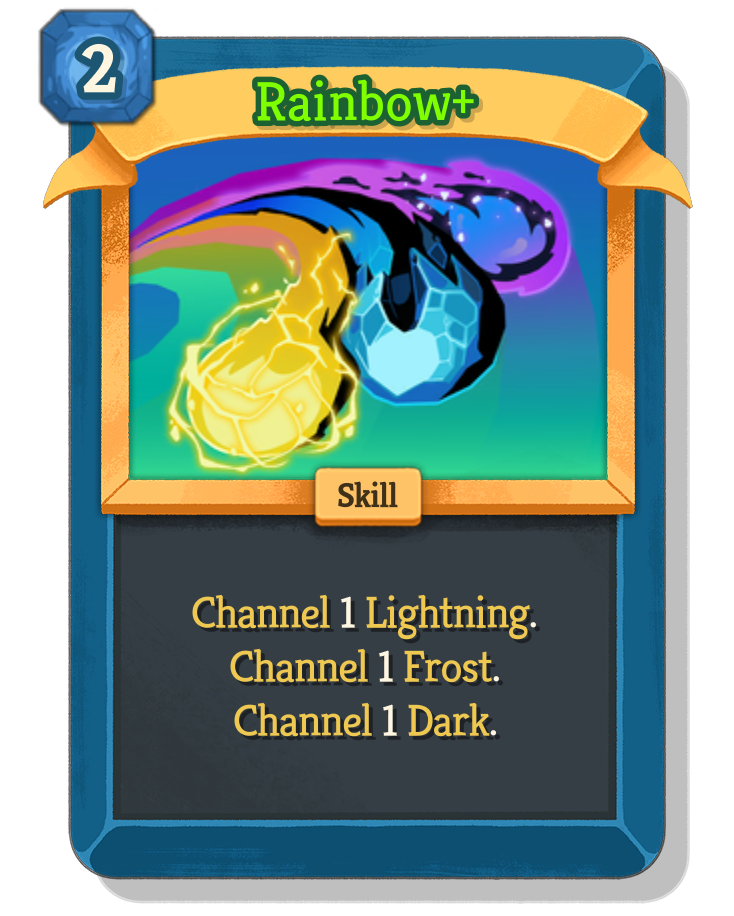 2
Rainbow+
Skill
Channel 1 Lightning.
Channel 1 Frost.
Channel 1 Dark.